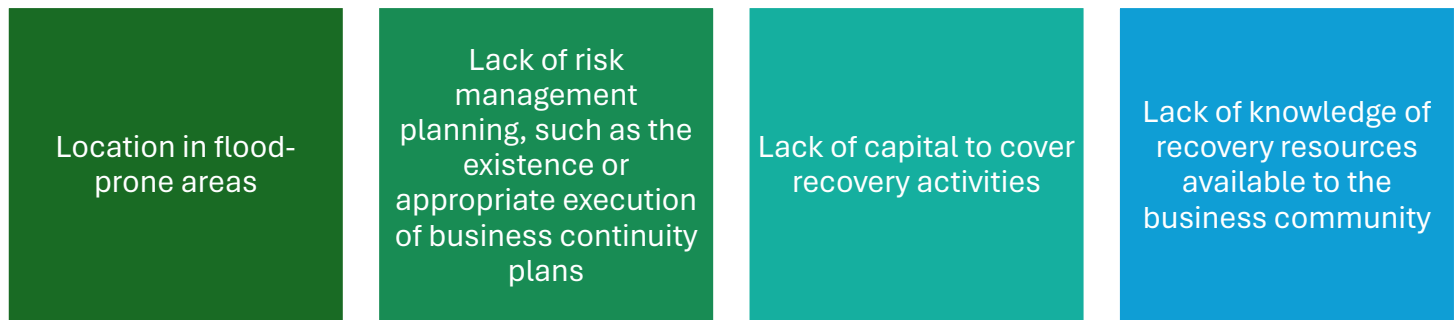 Location in flood-
prone areas
Lack of risk
management
planning, such as the
existence or
appropriate execution
of business continuity
plans
Lack of capital to cover
recovery activities
Lack of knowledge of
recovery resources
available to the
business community